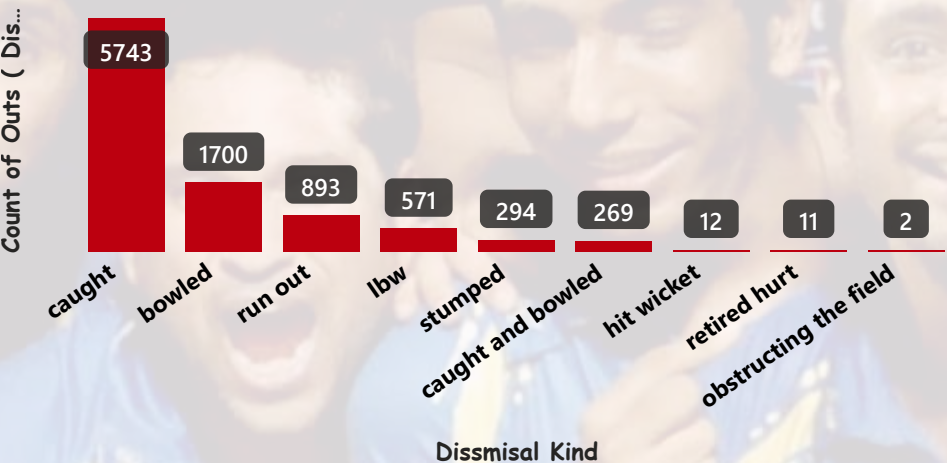 Count of Outs ( Dis...
5743
1700
893
571
294
269
12
11
2
caught
bowled
run out
lbw
stumped
caught and bowled
hit wicket
retired hurt
obstructing the field
Dissmisal Kind